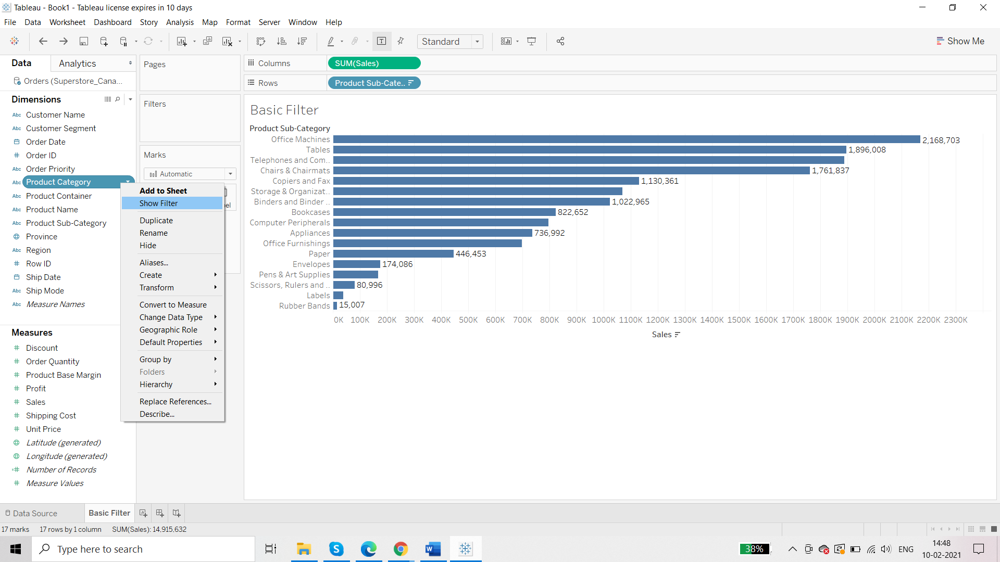 Tableau - Book1 - Tableau license expires in 10 days
File Data Worksheet Dashboard Story Analysis Map Format Server Window Help
Standard
Show Me
Data Analytics
Orders (Superstore_Cana...
Dimensions
Abc Customer Name
Abc Customer Segment
Order Date
# Order ID
Abc Order Priority
Abc Product Category
Abc Product Container
Abc Product Name
Abc Product Sub-Category
Province
Abc Region
# Row ID
Ship Date
Abc Ship Mode
Abc Measure Names
Measures
# Discount
# Order Quantity
# Product Base Margin
# Profit
# Sales
# Shipping Cost
# Unit Price
Latitude (generated)
Longitude (generated)
=# Number of Records
# Measure Values
Add to Sheet
Show Filter
Duplicate
Rename
Hide
Aliases...
Create
Transform
Convert to Measure
Change Data Type
Geographic Role
Default Properties
Group by
Folders
Hierarchy
Replace References...
Describe...
Pages
Filters
Marks
Automatic
el
Columns SUM(Sales)
Rows Product Sub-Cate..
Basic Filter
Product Sub-Category
Office Machines 2,168,703
Tables 1,896,008
Telephones and Com..
Chairs & Chairmats 1,761,837
Copiers and Fax 1,130,361
Storage & Organizat..
Binders and Binder .. 1,022,965
Bookcases 822,652
Computer Peripherals
Appliances 736,992
Office Furnishings
Paper 446,453
Envelopes 174,086
Pens & Art Supplies
Scissors, Rulers and .. 80,996
Labels
Rubber Bands 15,007
0K 100K 200K 300K 400K 500K 600K 700K 800K 900K 1000K 1100K 1200K 1300K 1400K 1500K 1600K 1700K 1800K 1900K 2000K 2100K 2200K 2300K
Sales
Data Source Basic Filter
17 marks 17 rows by 1 column SUM(Sales): 14,915,632
Type here to search
38%
ENG
14:48
10-02-2021